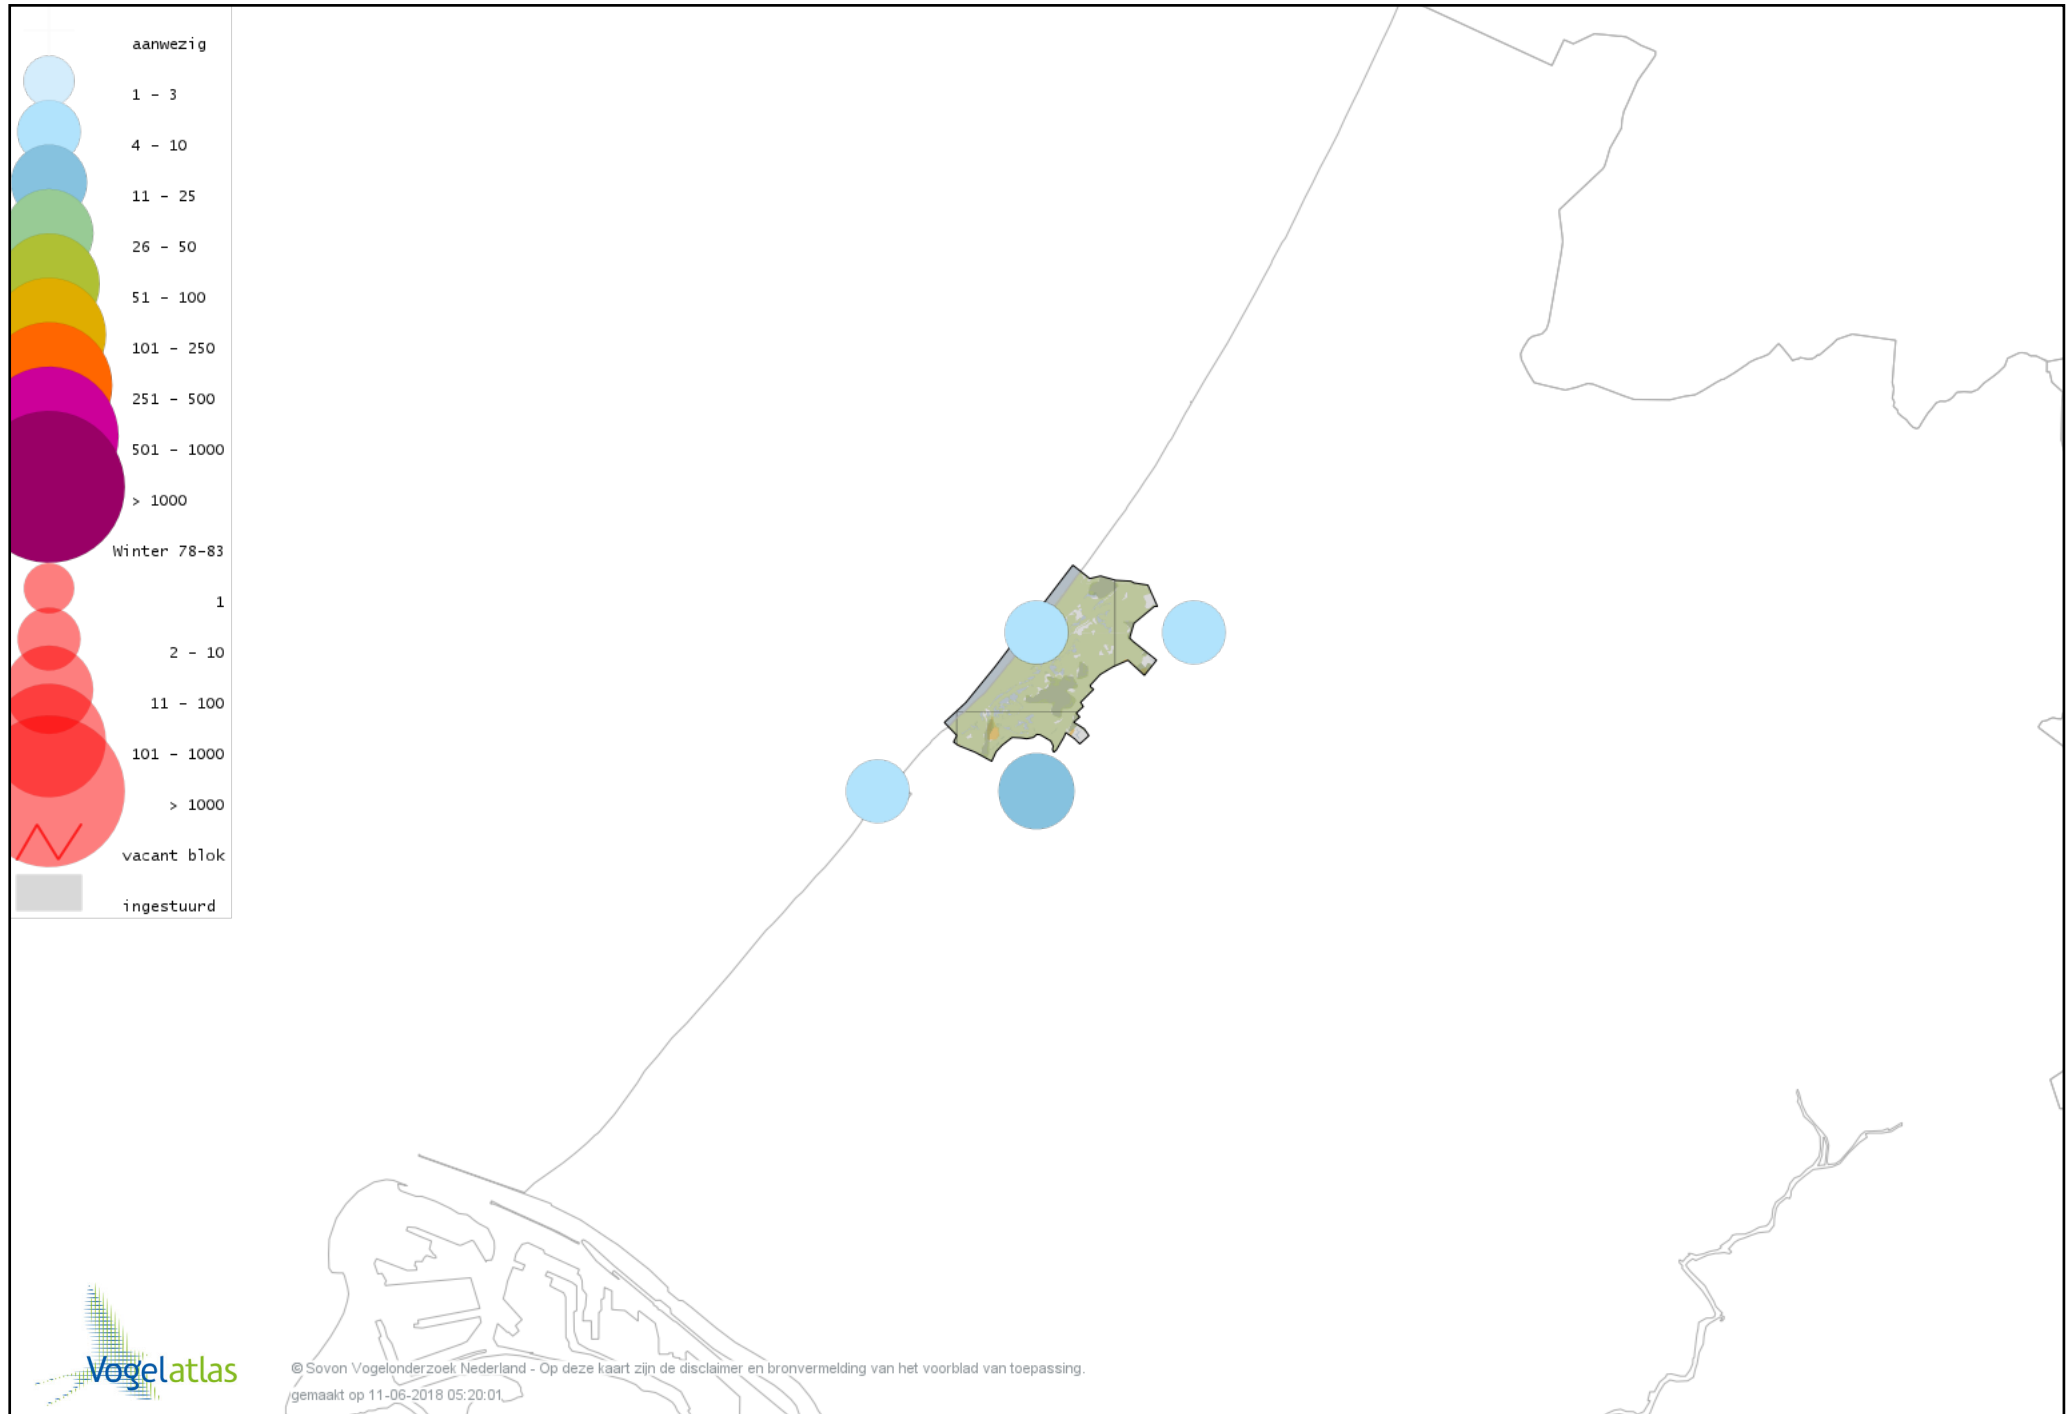 aanwezig
1 - 3
4 - 10
11 - 25
26 - 50
51 - 100
101 - 250
251 - 500
501 - 1000
> 1000
Winter 78-83
1
2 - 10
11 - 100
101 - 1000
> 1000
vacant blok
ingestuurd
Vogelatlas
© Sovon Vogelonderzoek Nederland - Op deze kaart zijn de disclaimer en bronvermelding van het voorblad van toepassing.
gemaakt op 11-06-2018 05:20:01